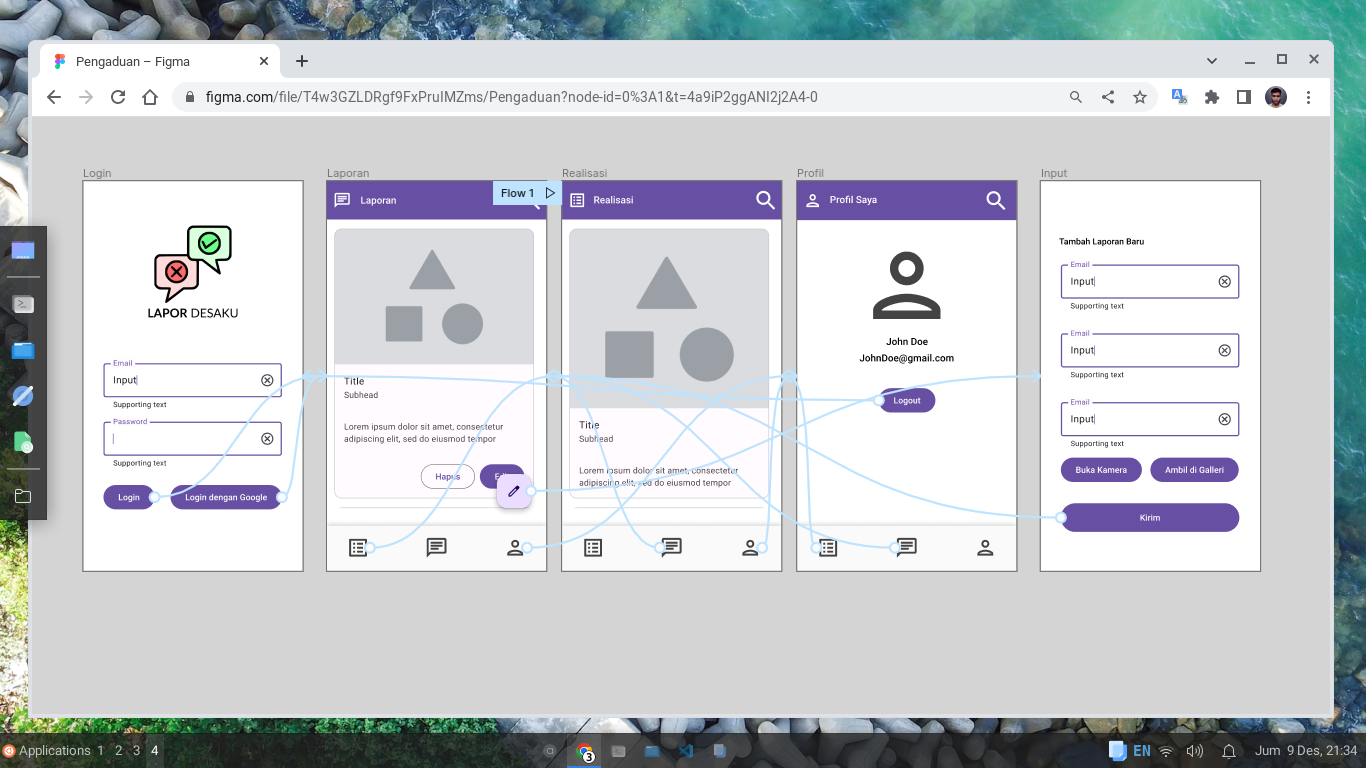 Pengaduan – Figma
figma.com/file/T4w3GZLDRgf9FxPruIMZms/Pengaduan?node-id=0%3A1&t=4a9iP2ggANI2j2A4-0
Login
LAPOR DESAKU
Email
Input
Supporting text
Password
Supporting text
Login
Login dengan Google
Laporan
Laporan
Flow 1
Title
Subhead
Lorem ipsum dolor sit amet, consectetur
adipiscing elit, sed do eiusmod tempor
Hapus
Realisasi
Realisasi
Title
Subhead
Lorem ipsum dolor sit amet, consectetur
adipiscing elit, sed do eiusmod tempor
Profil
Profil Saya
John Doe
JohnDoe@gmail.com
Logout
Input
Tambah Laporan Baru
Email
Input
Supporting text
Email
Input
Supporting text
Email
Input
Supporting text
Buka Kamera
Ambil di Galleri
Kirim
Applications 1 2 3 4
3
EN
Jum 9 Des, 21:34